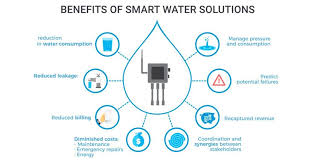 BENEFITS OF SMART WATER SOLUTIONS
reduction
in water consumption
Manage pressure
and consumption
Reduced leakage:
Predict
potential failures
Reduced billing
Recaptured revenue
Diminished costs:
- Maintenance
- Emergency repairs
- Energy
Coordination and
synergies between
stakeholders